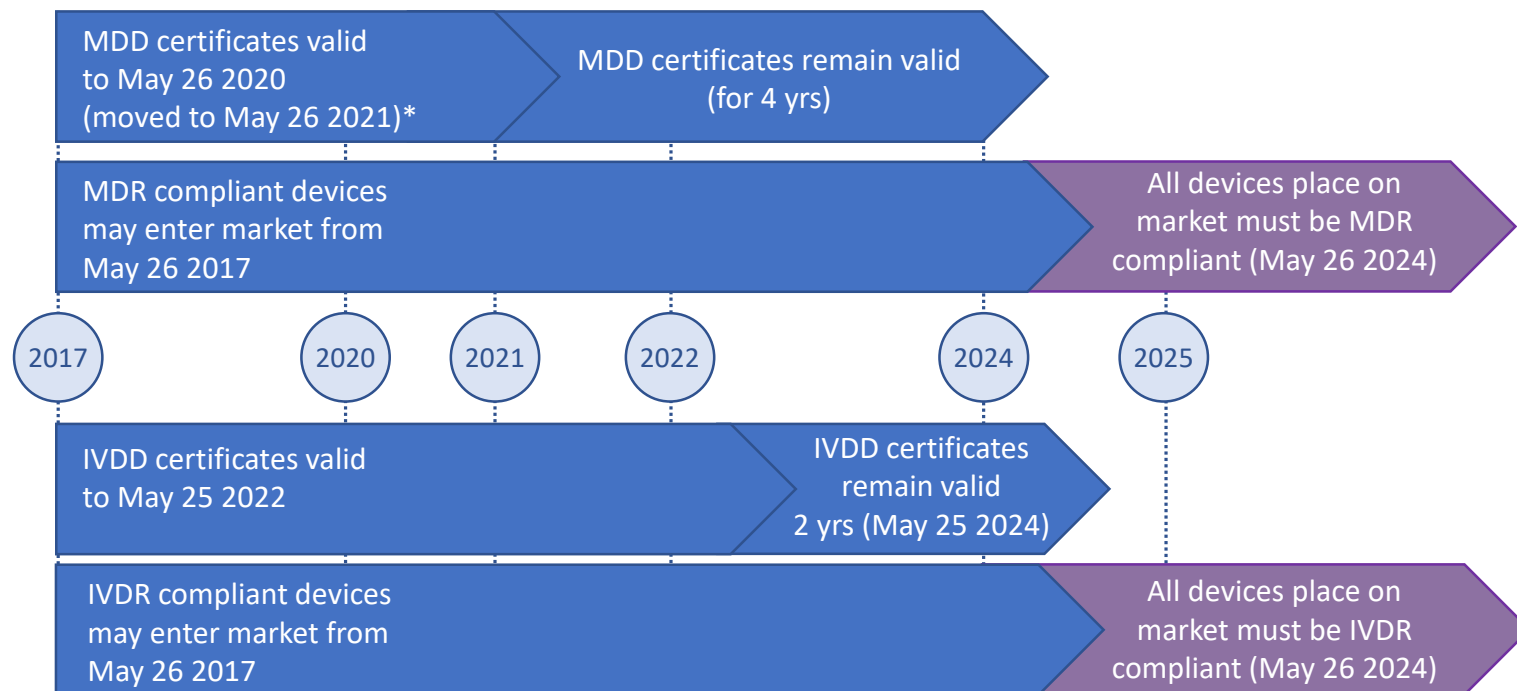 MDD certificates valid
to May 26 2020
(moved to May 26 2021)*
MDD certificates remain valid
(for 4 yrs)
MDR compliant devices
may enter market from
May 26 2017
All devices place on
market must be MDR
compliant (May 26 2024)
2017
2020
2021
2022
2024
2025
IVDD certificates valid
to May 25 2022
IVDD certificates
remain valid
2 yrs (May 25 2024)
IVDR compliant devices
may enter market from
May 26 2017
All devices place on
market must be IVDR
compliant (May 26 2024)